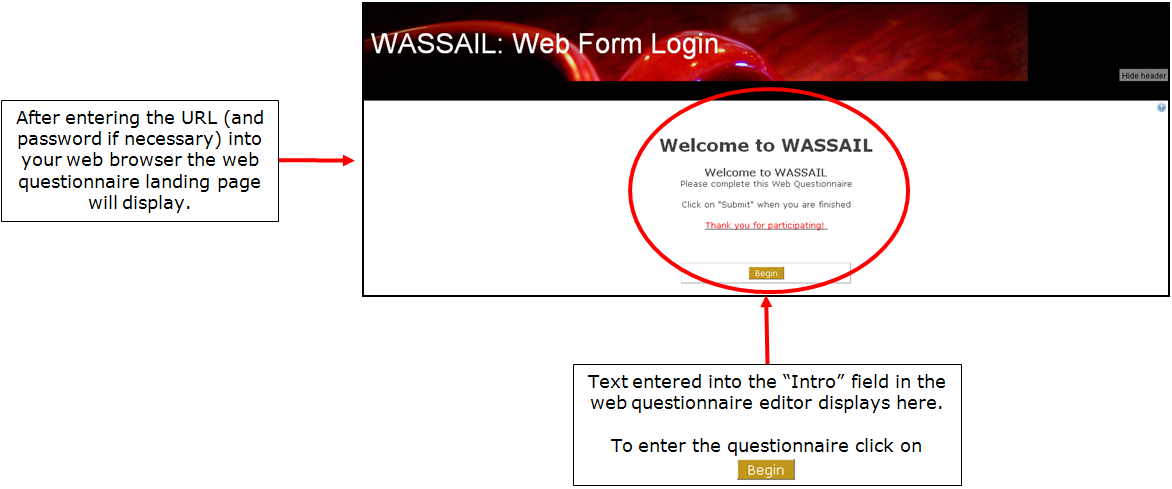 WASSAIL: Web Form Login
Hide header
After entering the URL (and
password if necessary) into
your web browser the web
questionnaire landing page
will display.
Welcome to WASSAIL
Welcome to WASSAIL
Please complete this Web Questionnaire
Click on "Submit" when you are finished
Thank you for participating!
Begin
Text entered into the “Intro” field in the
web questionnaire editor displays here.
To enter the questionnaire click on
Begin